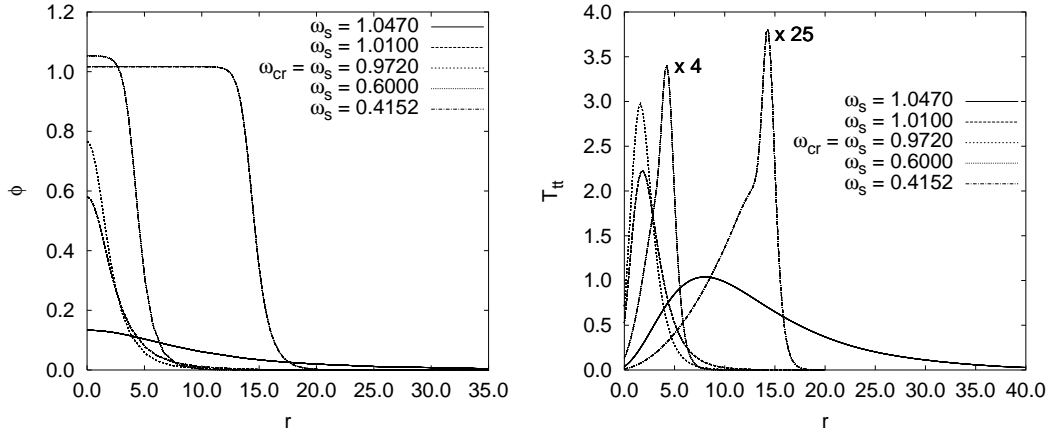 1.2
1.0
0.8
0.6
0.4
0.2
0.0
ϕ
0.0 5.0 10.0 15.0 20.0 25.0 30.0 35.0
r
ωs = 1.0470
ωs = 1.0100
ωcr = ωs = 0.9720
ωs = 0.6000
ωs = 0.4152
4.0
3.5
3.0
2.5
2.0
1.5
1.0
0.5
0.0
Ttt
0.0 5.0 10.0 15.0 20.0 25.0 30.0 35.0 40.0
r
x 4
x 25
ωs = 1.0470
ωs = 1.0100
ωcr = ωs = 0.9720
ωs = 0.6000
ωs = 0.4152